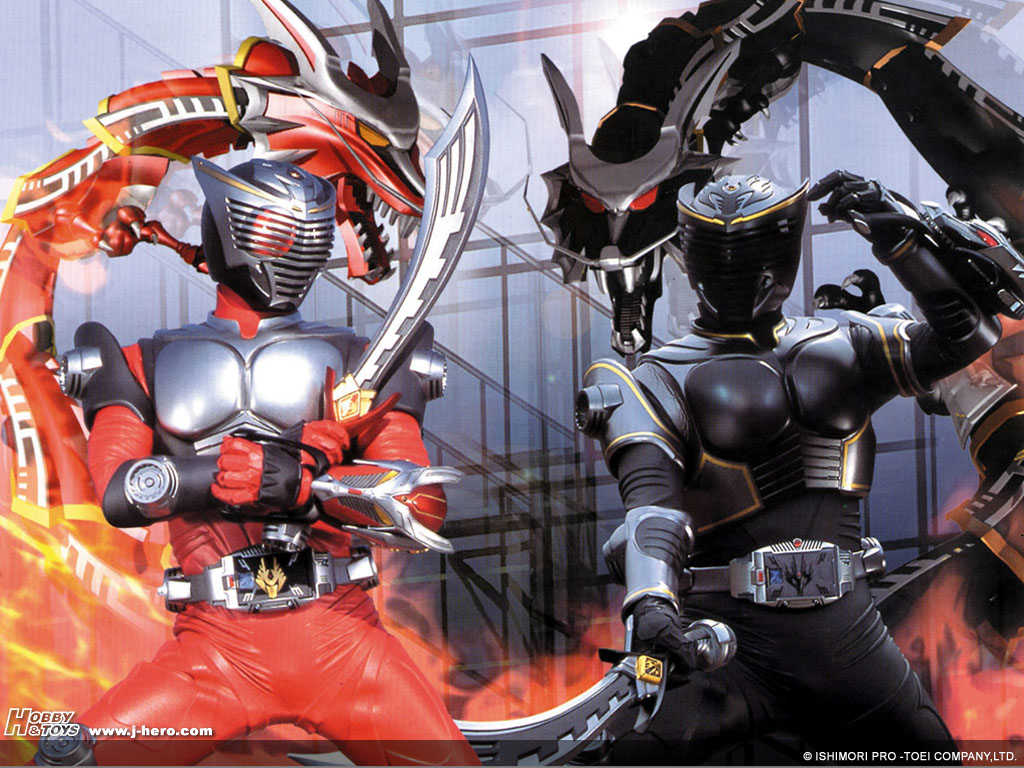 HOBBY
&TOYS www.j-hero.com
© ISHIMORI PRO -TOEI COMPANY,LTD.